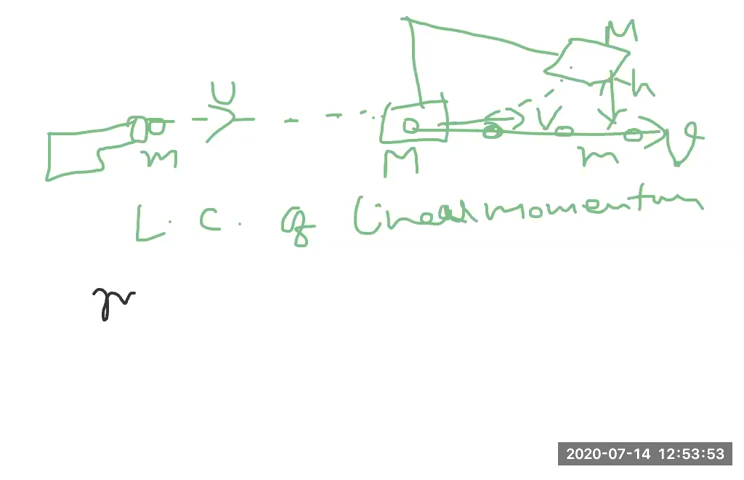 M
U
h
V
m
M
m
v
L. C. of Linear momentum
m
2020-07-14 12:53:53